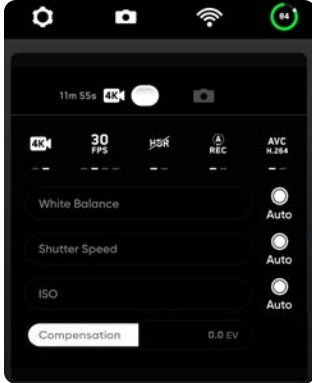 84
11m 55s 4K
4K 30 FPS HDR A REC AVC H.264
White Balance
Auto
Shutter Speed
Auto
ISO
Auto
Compensation 0.0 EV